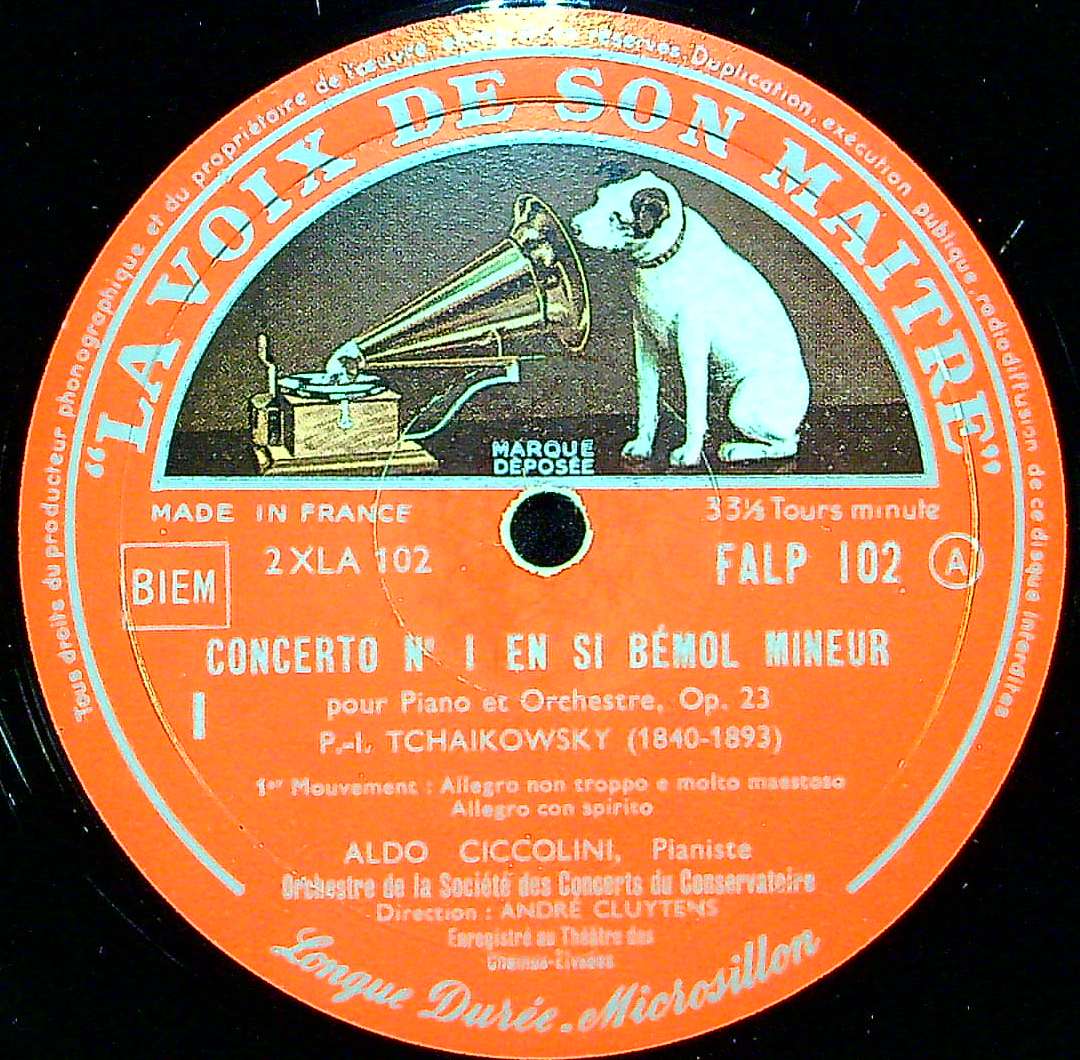 Tous droits du producteur phonographique et du propriétaire de l'œuvre réservés. Duplication, exécution publique, radiodiffusion de ce disque interdites
"LA VOIX DE SON MAITRE"
MARQUE DÉPOSÉE
MADE IN FRANCE
33⅓ Tours minute
BIEM
2XLA 102
FALP 102 A
CONCERTO N° 1 EN SI BÉMOL MINEUR
I
pour Piano et Orchestre, Op. 23
P.-I. TCHAIKOWSKY (1840-1893)
1er Mouvement : Allegro non troppo e molto maestoso
Allegro con spirito
ALDO CICCOLINI, Pianiste
Orchestre de la Société des Concerts du Conservatoire
Direction : ANDRÉ CLUYTENS
Enregistré au Théâtre des
Champs-Elysées
Longue Durée - Microsillon